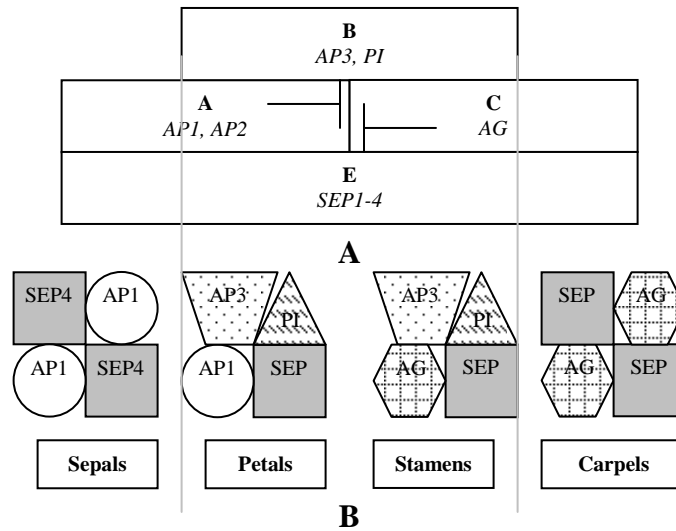 B
AP3, PI
A
AP1, AP2
C
AG
E
SEP1-4
A
SEP4 AP1
AP1 SEP4
AP3 PI
AP1 SEP
AP3 PI
AG SEP
SEP AG
AG SEP
Sepals Petals Stamens Carpels
B